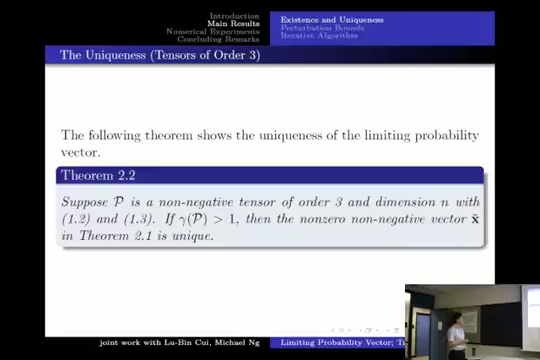 Introduction
Main Results
Numerical Experiments
Concluding Remarks
Existence and Uniqueness
Perturbation Bounds
Iterative Algorithm
The Uniqueness (Tensors of Order 3)
The following theorem shows the uniqueness of the limiting probability
vector.
Theorem 2.2
Suppose P is a non-negative tensor of order 3 and dimension n with
(1.2) and (1.3). If γ(P) > 1, then the nonzero non-negative vector x̄
in Theorem 2.1 is unique.
joint work with Lu-Bin Cui, Michael Ng
Limiting Probability Vector;